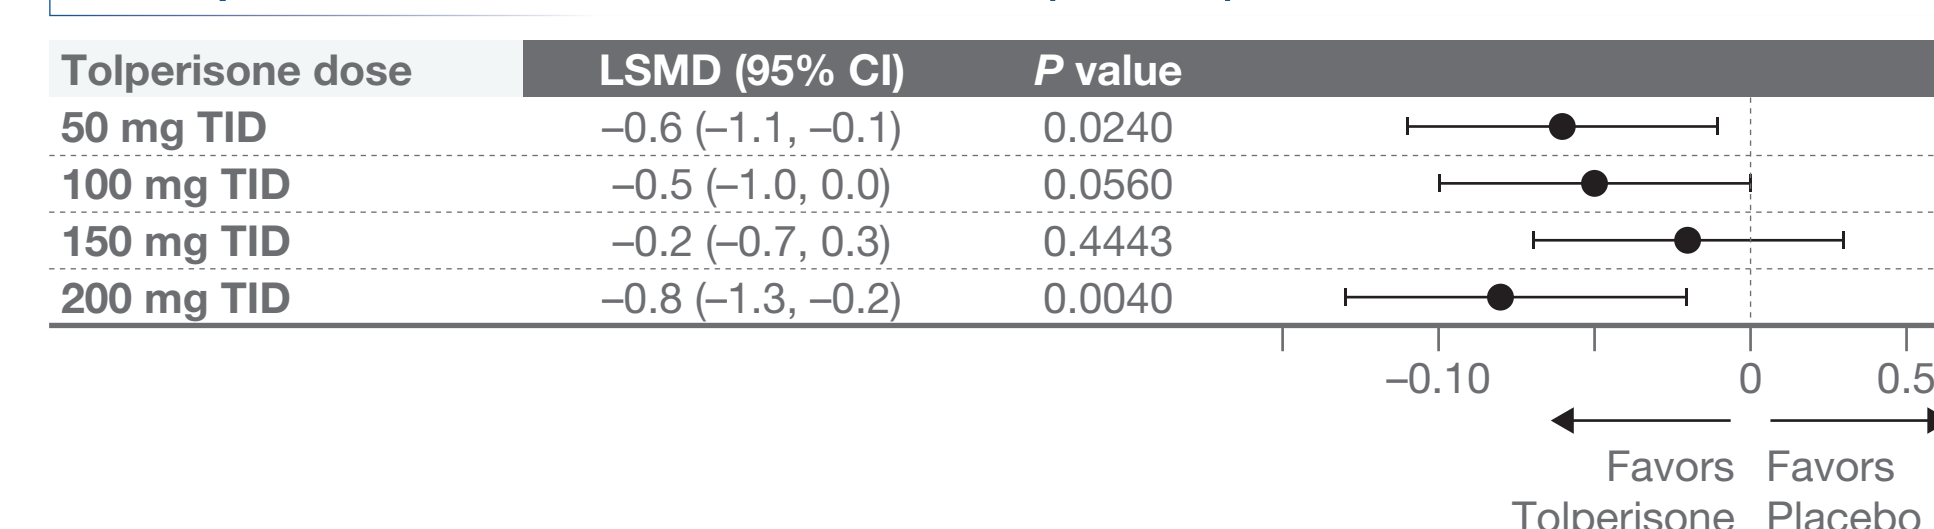 Tolperisone dose LSMD (95% CI) P value
50 mg TID –0.6 (–1.1, –0.1) 0.0240
100 mg TID –0.5 (–1.0, 0.0) 0.0560
150 mg TID –0.2 (–0.7, 0.3) 0.4443
200 mg TID –0.8 (–1.3, –0.2) 0.0040
–0.10 0 0.5
Favors Favors
Tolperisone Placebo